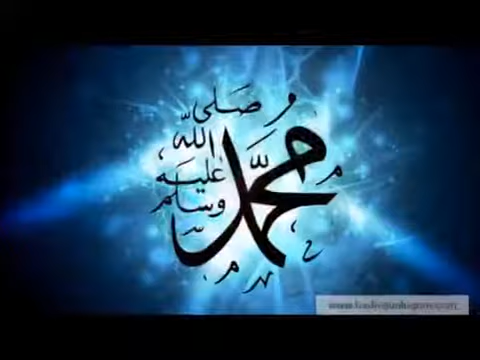 محمد
صلى
الله
عليه
وسلم